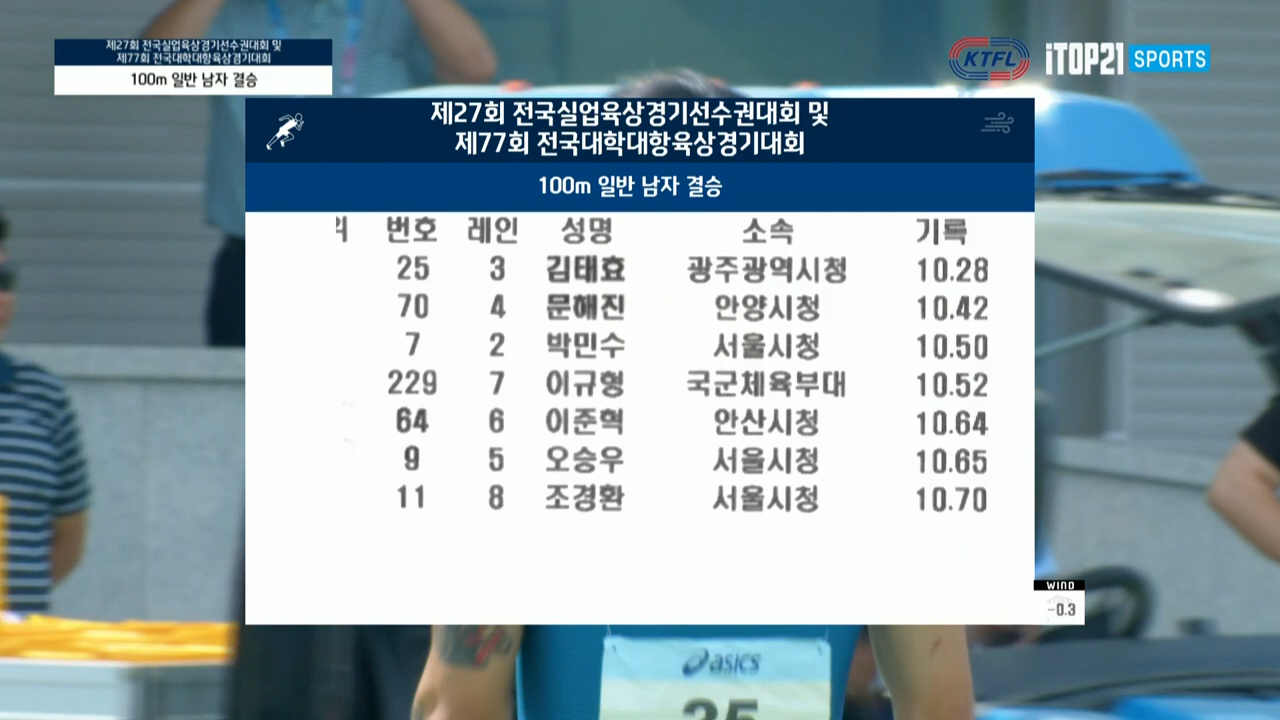 제27회 전국실업육상경기선수권대회 및
제77회 전국대학대항육상경기대회
100m 일반 남자 결승
KTFL iTOP21 SPORTS
제27회 전국실업육상경기선수권대회 및
제77회 전국대학대항육상경기대회
100m 일반 남자 결승
번호 레인 성명 소속 기록
25 3 김태효 광주광역시청 10.28
70 4 문해진 안양시청 10.42
7 2 박민수 서울시청 10.50
229 7 이규형 국군체육부대 10.52
64 6 이준혁 안산시청 10.64
9 5 오승우 서울시청 10.65
11 8 조경환 서울시청 10.70
WIND
-0.3
asics